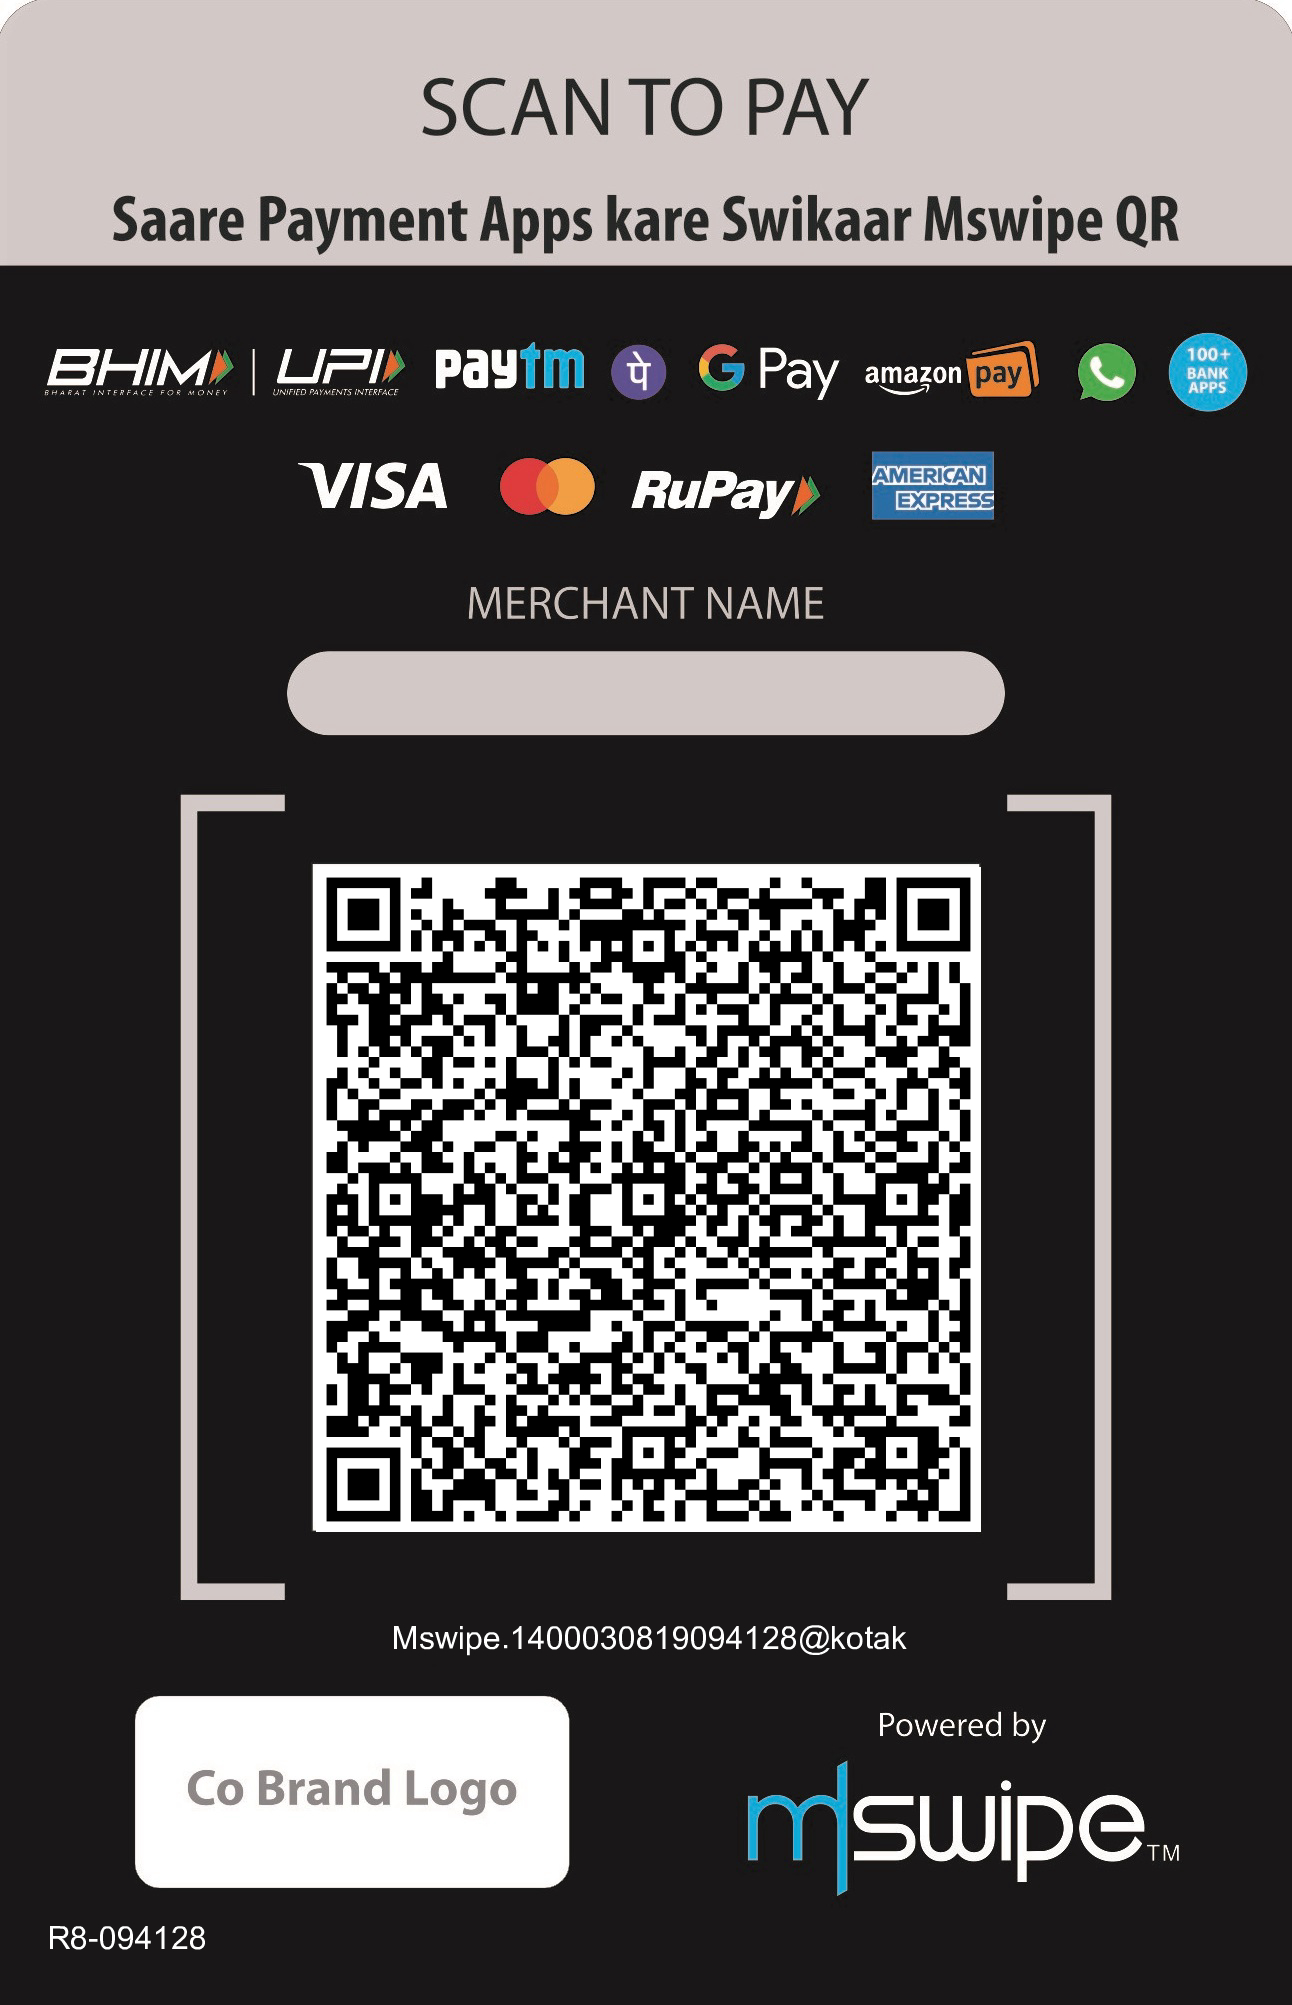 SCAN TO PAY
Saare Payment Apps kare Swikaar Mswipe QR
BHIM UPI paytm पे G Pay amazon pay 100+ BANK APPS
BHARAT INTERFACE FOR MONEY UNIFIED PAYMENTS INTERFACE
VISA RuPay AMERICAN EXPRESS
MERCHANT NAME
Mswipe.1400030819094128@kotak
Co Brand Logo
Powered by
mswipe TM
R8-094128